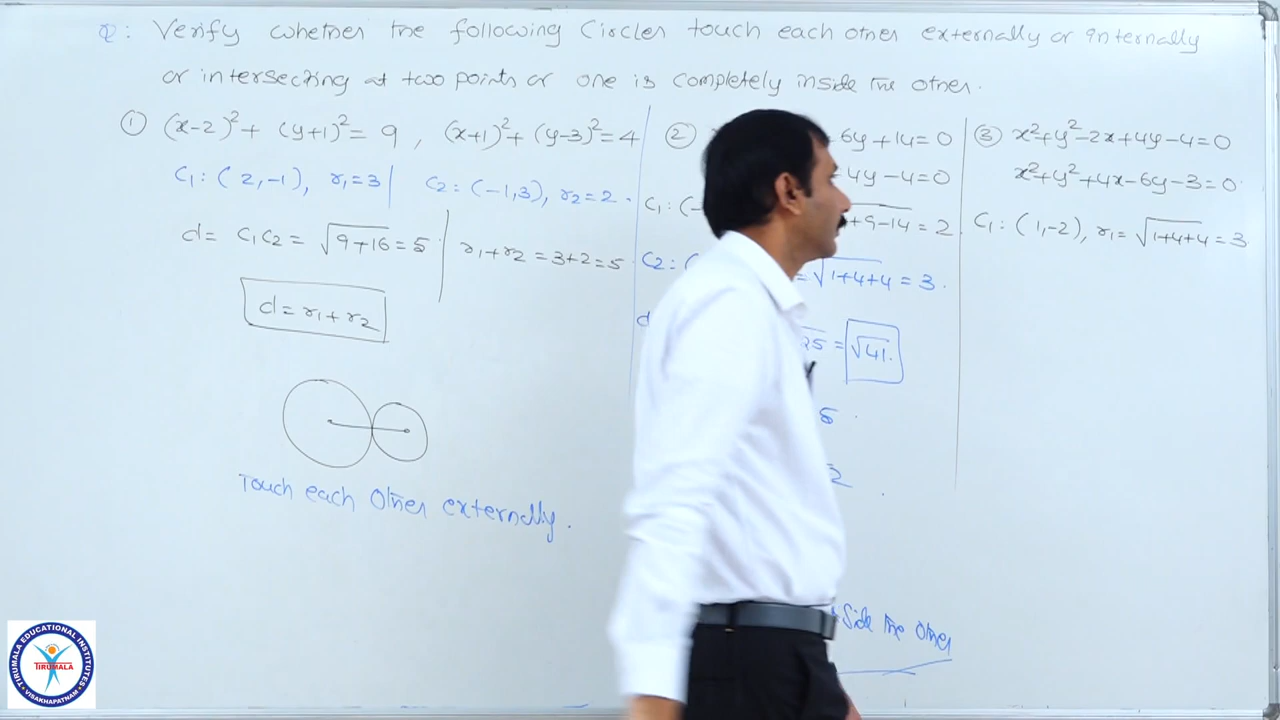 Q: Verify whether the following Circles touch each other externally or internally
or intersecting at two points or one is completely inside the other.
① (x-2)²+ (y+1)²= 9 , (x+1)²+ (y-3)²= 4
C₁ : ( 2,-1), r₁=3 | C₂ : (-1,3), r₂=2.
d= C₁C₂ = √9+16 = 5 | r₁+r₂ = 3+2 = 5
d = r₁+r₂
Touch each Other externally.
② 6y+14=0
4y-4=0
C₁ : (- +9-14 = 2.
C₂ : ( =√1+4+4 = 3.
d 25 = √41.
5.
2
Side the Other
③ x²+y²-2x+4y-4=0
x²+y²+4x-6y-3=0.
C₁ : (1,-2), r₁= √1+4+4 = 3
TIRUMALA EDUCATIONAL INSTITUTES
TIRUMALA
VISAKHAPATNAM